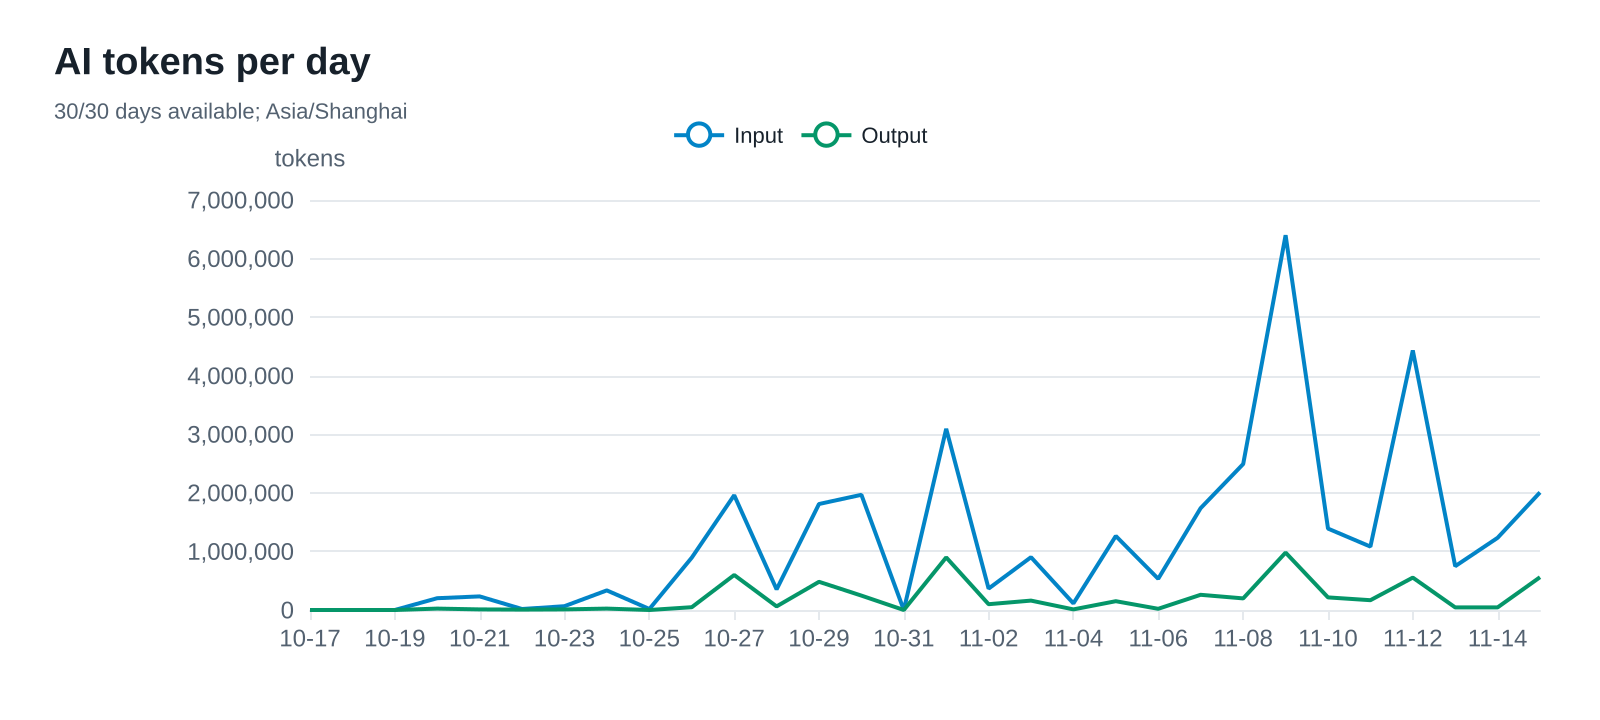 AI tokens per day
30/30 days available; Asia/Shanghai
Input Output
tokens
7,000,000
6,000,000
5,000,000
4,000,000
3,000,000
2,000,000
1,000,000
0
10-17 10-19 10-21 10-23 10-25 10-27 10-29 10-31 11-02 11-04 11-06 11-08 11-10 11-12 11-14